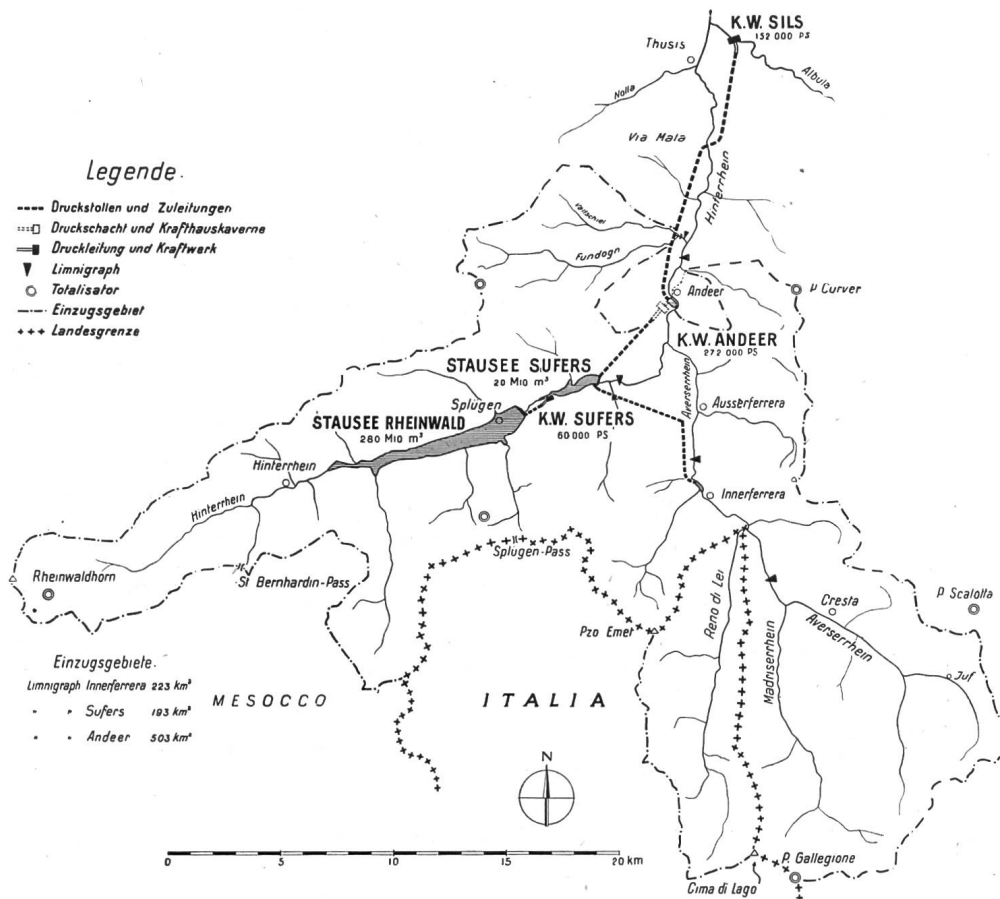 K.W. SILS
132 000 PS
Thusis
Albula
Nolla
Via Mala
Hinterrhein
Legende.
Druckstollen und Zuleitungen
Druckschacht und Krafthauskaverne
Druckleitung und Kraftwerk
Limnigraph
Totalisator
Einzugsgebiet
Landesgrenze
Fundogn
Andeer
P Curver
K.W. ANDEER
272 000 PS
STAUSEE SUFERS
20 Mio m³
Averserrhein
Ausserferrera
Splügen
STAUSEE RHEINWALD
280 Mio m³
K.W. SUFERS
60 000 PS
Hinterrhein
Innerferrera
Hinterrhein
Splügen-Pass
St Bernhardin-Pass
Rheinwaldhorn
P Scalotta
Cresta
Pzo Emet
Reno di Lei
Madriserrhein
Averserrhein
Juf
Einzugsgebiete.
Limnigraph Innerferrera 223 km²
" " Sufers 193 km²
" " Andeer 503 km²
MESOCCO
ITALIA
N
0 5 10 15 20 km
P. Gallegione
Cima di Lago